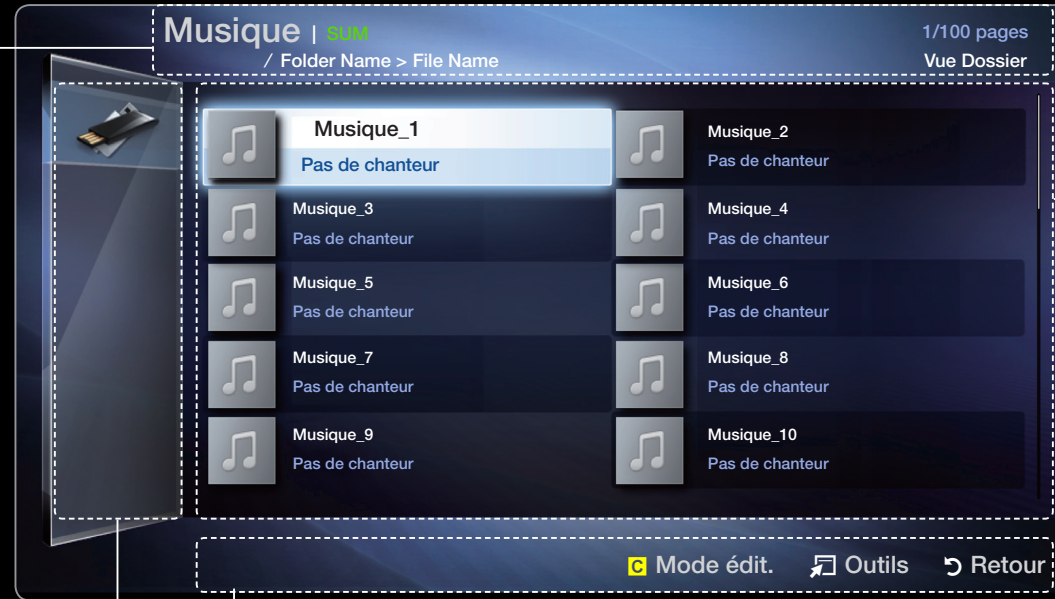 Musique | SUM
1/100 pages
/ Folder Name > File Name
Vue Dossier
Musique_1
Pas de chanteur
Musique_2
Pas de chanteur
Musique_3
Pas de chanteur
Musique_4
Pas de chanteur
Musique_5
Pas de chanteur
Musique_6
Pas de chanteur
Musique_7
Pas de chanteur
Musique_8
Pas de chanteur
Musique_9
Pas de chanteur
Musique_10
Pas de chanteur
C Mode édit. Outils Retour